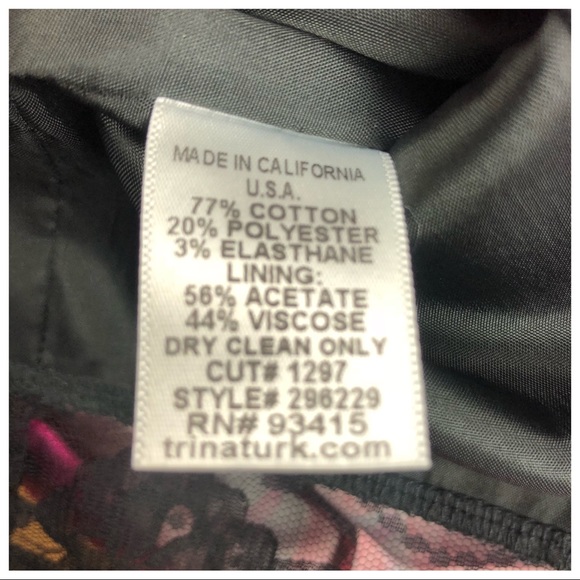 MADE IN CALIFORNIA
U.S.A.
77% COTTON
20% POLYESTER
3% ELASTHANE
LINING:
56% ACETATE
44% VISCOSE
DRY CLEAN ONLY
CUT# 1297
STYLE# 296229
RN# 93415
trinaturk.com